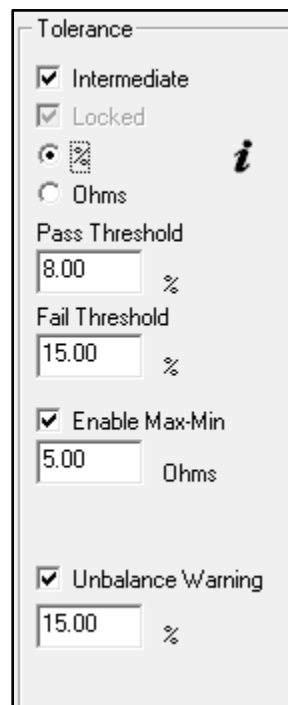 Tolerance
Intermediate
Locked
%
i
Ohms
Pass Threshold
8.00 %
Fail Threshold
15.00 %
Enable Max-Min
5.00 Ohms
Unbalance Warning
15.00 %